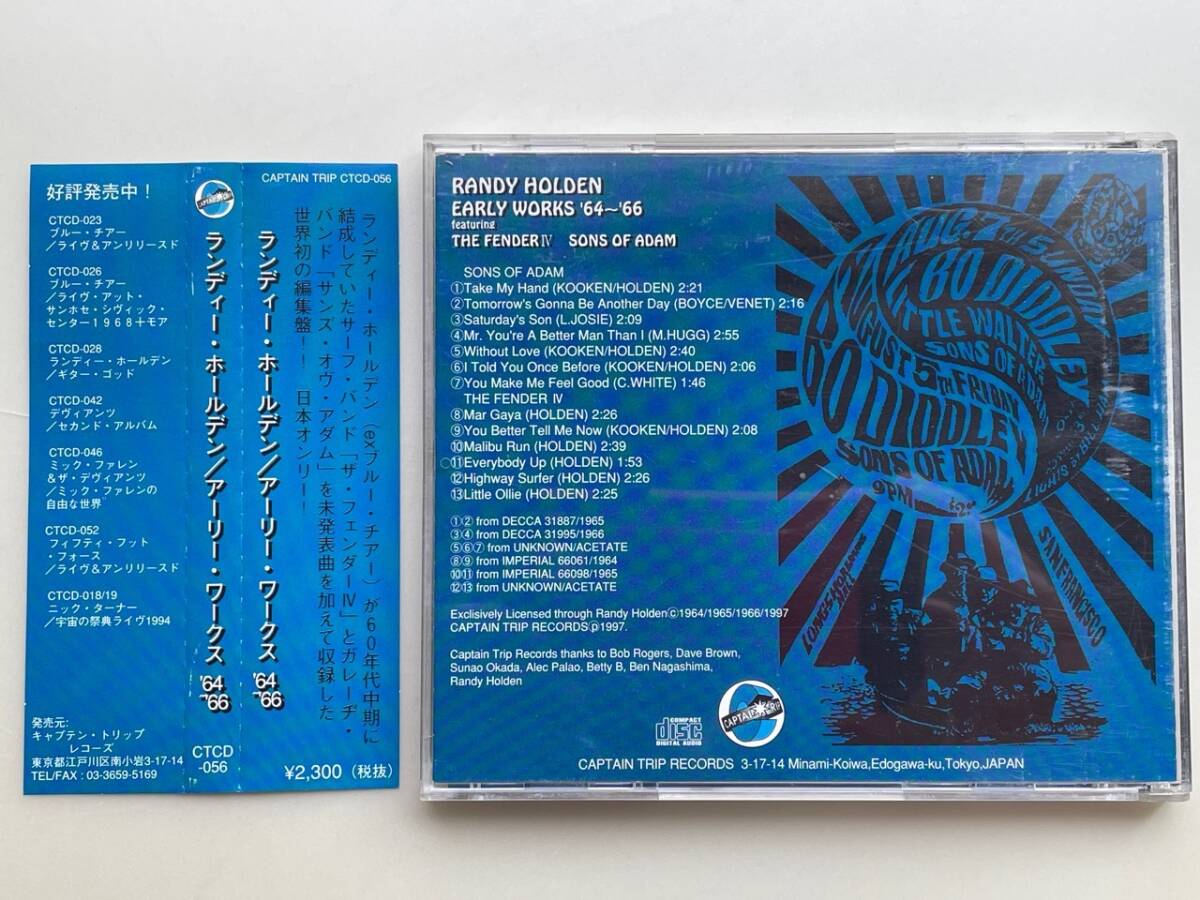 好評発売中！
CTCD-023
ブルー・チアー
／ライヴ＆アンリリースド
CTCD-026
ブルー・チアー
／ライヴ・アット・
サンホセ・シヴィック・
センター１９６８＋モア
CTCD-028
ランディー・ホールデン
／ギター・ゴッド
CTCD-042
デヴィアンツ
／セカンド・アルバム
CTCD-046
ミック・ファレン
＆ザ・デヴィアンツ
／ミック・ファレンの
自由な世界
CTCD-052
フィフティ・フット
・フォース
／ライヴ＆アンリリースド
CTCD-018/19
ニック・ターナー
／宇宙の祭典ライヴ1994
発売元:
キャプテン・トリップ
レコーズ
東京都江戸川区南小岩3-17-14
TEL/FAX : 03-3659-5169
CAPTAIN TRIP
ランディー・ホールデン／アーリー・ワークス '64~'66
CTCD
-056
CAPTAIN TRIP CTCD-056
ランディー・ホールデン（exブルー・チアー）が60年代中期に
結成していたサーフ・バンド「ザ・フェンダーⅣ」とガレーヂ・
バンド「サンズ・オヴ・アダム」を未発表曲を加えて収録した
世界初の編集盤！！　日本オンリー！
ランディー・ホールデン／アーリー・ワークス '64~'66
¥2,300（税抜）
RANDY HOLDEN
EARLY WORKS '64~'66
featuring
THE FENDER Ⅳ SONS OF ADAM
SONS OF ADAM
①Take My Hand (KOOKEN/HOLDEN) 2:21
②Tomorrow's Gonna Be Another Day (BOYCE/VENET) 2:16
③Saturday's Son (L.JOSIE) 2:09
④Mr. You're A Better Man Than I (M.HUGG) 2:55
⑤Without Love (KOOKEN/HOLDEN) 2:40
⑥I Told You Once Before (KOOKEN/HOLDEN) 2:06
⑦You Make Me Feel Good (C.WHITE) 1:46
THE FENDER Ⅳ
⑧Mar Gaya (HOLDEN) 2:26
⑨You Better Tell Me Now (KOOKEN/HOLDEN) 2:08
⑩Malibu Run (HOLDEN) 2:39
⑪Everybody Up (HOLDEN) 1:53
⑫Highway Surfer (HOLDEN) 2:26
⑬Little Ollie (HOLDEN) 2:25
①② from DECCA 31887/1965
③④ from DECCA 31995/1966
⑤⑥⑦ from UNKNOWN/ACETATE
⑧⑨ from IMPERIAL 66061/1964
⑩⑪ from IMPERIAL 66098/1965
⑫⑬ from UNKNOWN/ACETATE
Exclusively Licensed through Randy Holdenⓒ1964/1965/1966/1997
CAPTAIN TRIP RECORDSⓟ1997.
Captain Trip Records thanks to Bob Rogers, Dave Brown,
Sunao Okada, Alec Palao, Betty B, Ben Nagashima,
Randy Holden
COMPACT
disc
DIGITAL AUDIO
CAPTAIN TRIP
CAPTAIN TRIP RECORDS 3-17-14 Minami-Koiwa,Edogawa-ku,Tokyo,JAPAN
AUG. 7TH SUNDAY
BO DIDDLEY
LITTLE WALTER
SONS OF ADAM
AUGUST 5TH FRIDAY
BO DIDDLEY
SONS OF ADAM
9PM
SAN FRANCISCO